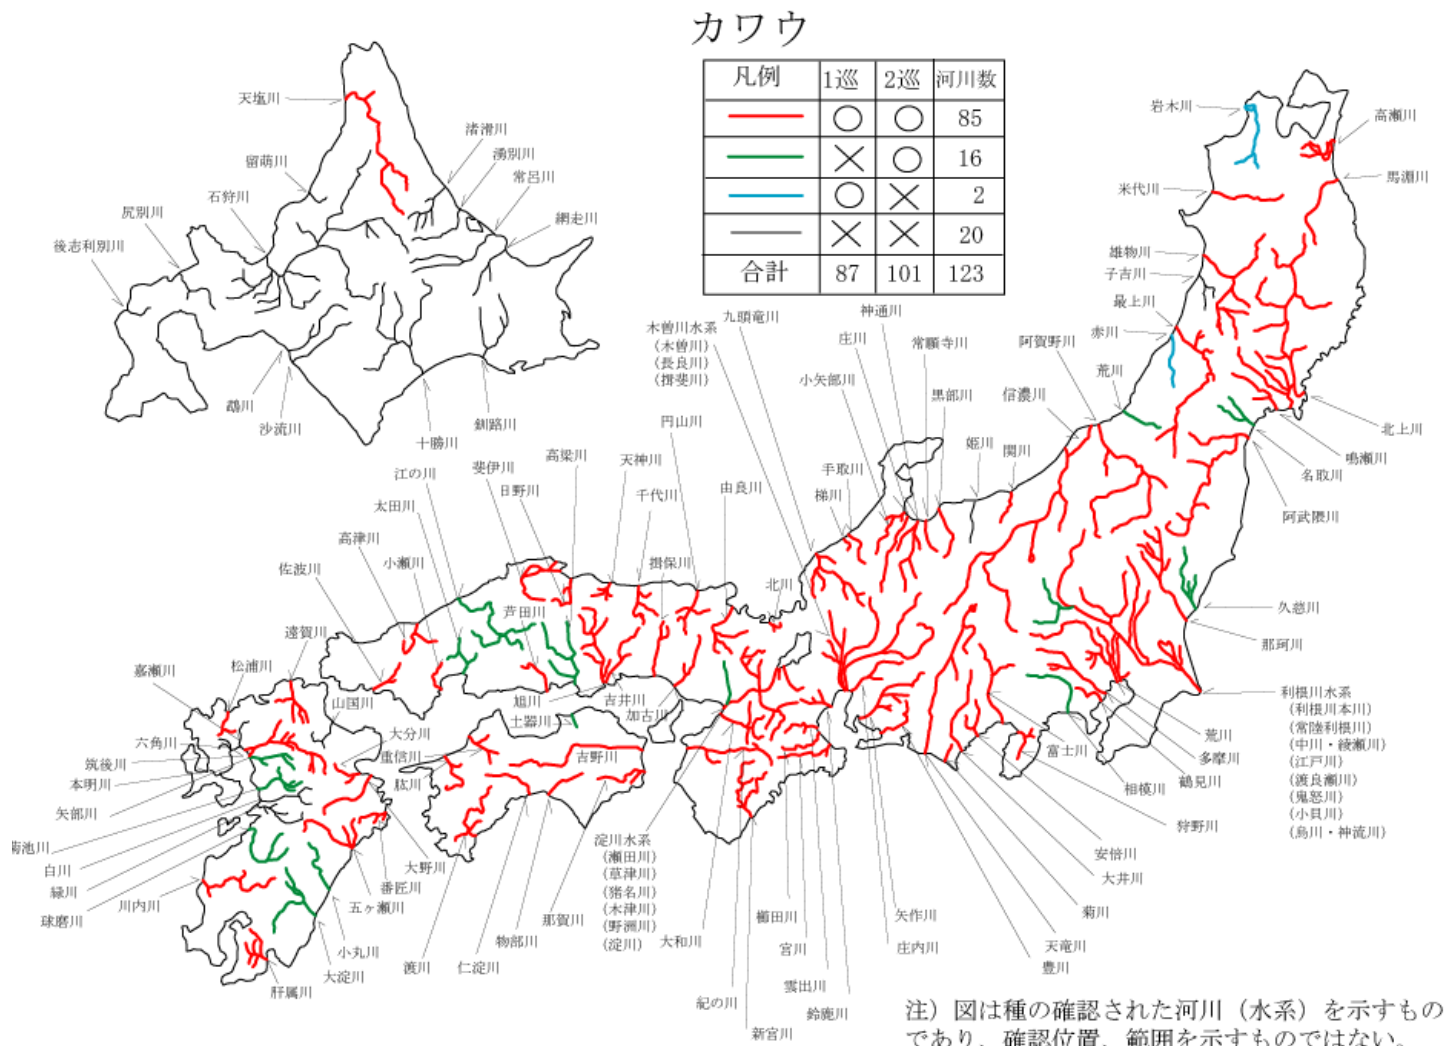 カワウ
凡例 1巡 2巡 河川数
○ ○ 85
× ○ 16
○ × 2
× × 20
合計 87 101 123
天塩川
渚滑川
湧別川
常呂川
網走川
留萌川
石狩川
尻別川
後志利別川
鵡川
沙流川
十勝川
釧路川
岩木川
高瀬川
馬淵川
米代川
雄物川
子吉川
最上川
赤川
荒川
阿賀野川
信濃川
関川
姫川
黒部川
常願寺川
神通川
庄川
小矢部川
手取川
梯川
九頭竜川
木曽川水系
(木曽川)
(長良川)
(揖斐川)
北上川
鳴瀬川
名取川
阿武隈川
久慈川
那珂川
利根川水系
(利根川本川)
(常陸利根川)
(中川・綾瀬川)
(江戸川)
(渡良瀬川)
(鬼怒川)
(小貝川)
(烏川・神流川)
荒川
多摩川
鶴見川
相模川
富士川
狩野川
安倍川
大井川
菊川
天竜川
豊川
矢作川
庄内川
円山川
天神川
千代川
由良川
揖保川
北川
高梁川
斐伊川
日野川
江の川
太田川
高津川
小瀬川
佐波川
芦田川
旭川
吉井川
加古川
土器川
重信川
肱川
吉野川
遠賀川
松浦川
嘉瀬川
山国川
大分川
六角川
筑後川
本明川
矢部川
菊池川
白川
緑川
球磨川
川内川
大野川
番匠川
五ヶ瀬川
小丸川
大淀川
肝属川
渡川
仁淀川
物部川
那賀川
淀川水系
(瀬田川)
(草津川)
(猪名川)
(木津川)
(野洲川)
(淀川)
大和川
紀の川
新宮川
櫛田川
宮川
雲出川
鈴鹿川
注）図は種の確認された河川（水系）を示すもの
であり、確認位置、範囲を示すものではない。